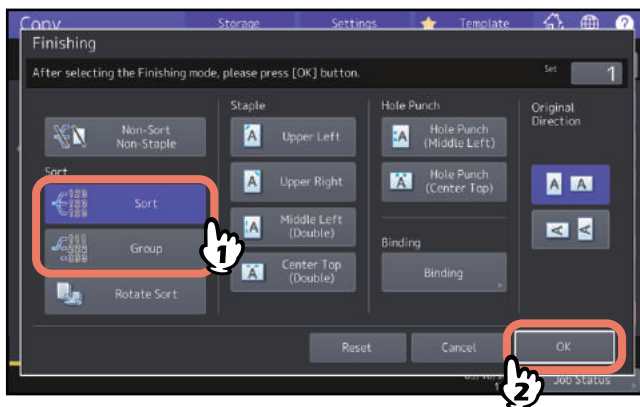 Copy
Storage
Settings
Template
Finishing
After selecting the Finishing mode, please press [OK] button.
Set
1
Non-Sort
Non-Staple
Sort
Sort
Group
Rotate Sort
Staple
Upper Left
Upper Right
Middle Left
(Double)
Center Top
(Double)
Hole Punch
Hole Punch
(Middle Left)
Hole Punch
(Center Top)
Binding
Binding
Original
Direction
Reset
Cancel
OK
Job Status
1
2